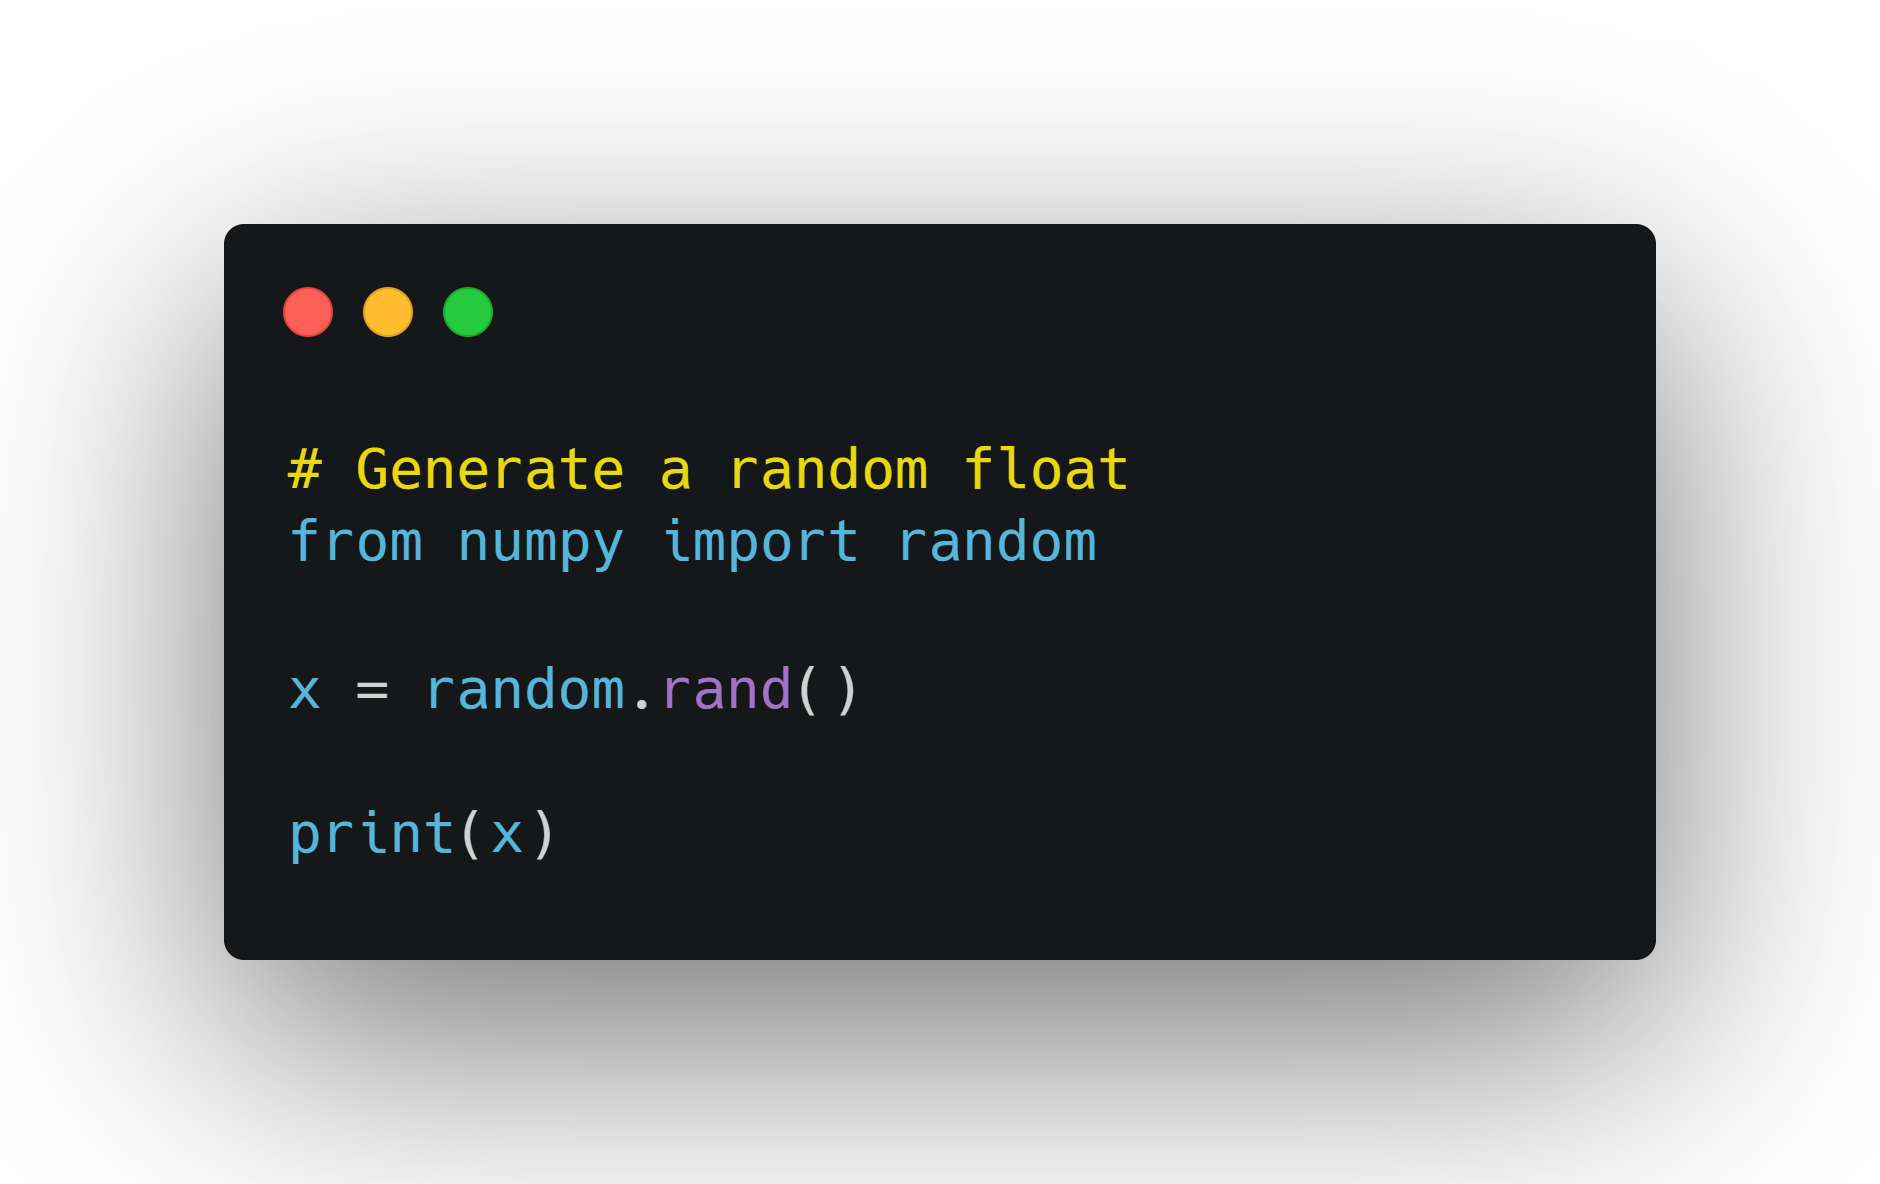 # Generate a random float
from numpy import random
x = random.rand()
print(x)